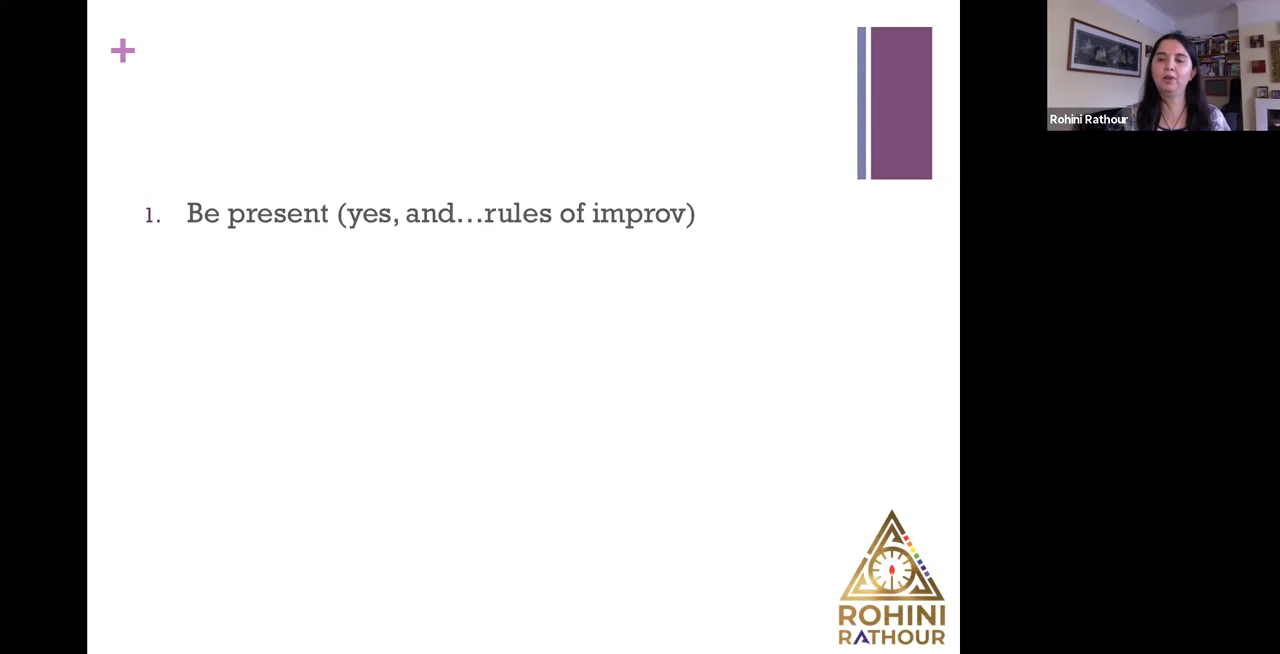 +
1. Be present (yes, and…rules of improv)
Rohini Rathour
ROHINI
RATHOUR